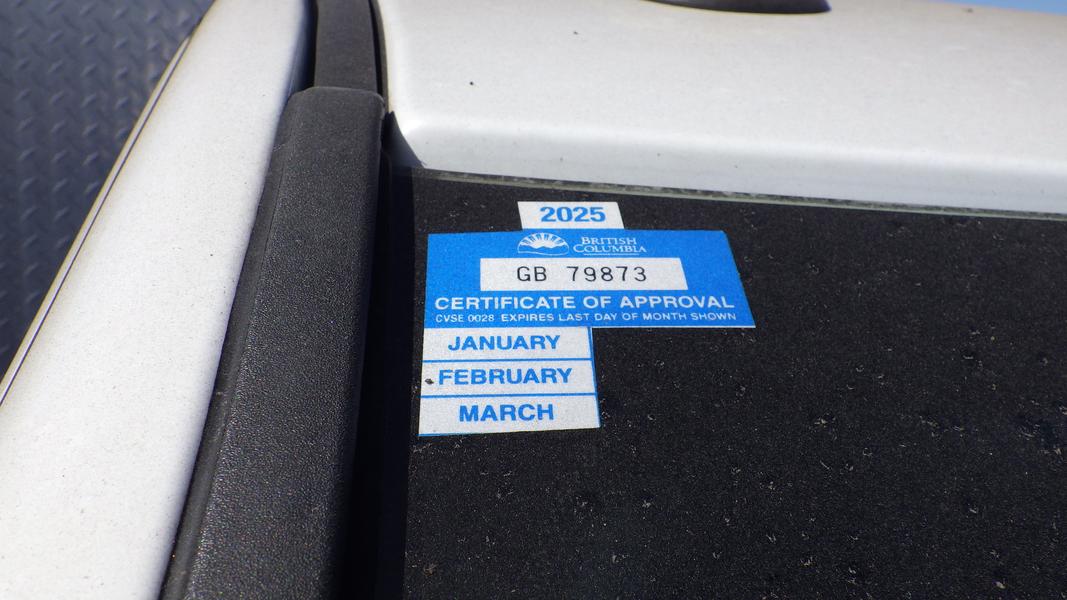 2025
BRITISH
COLUMBIA
GB 79873
CERTIFICATE OF APPROVAL
CVSE 0028 EXPIRES LAST DAY OF MONTH SHOWN
JANUARY
FEBRUARY
MARCH